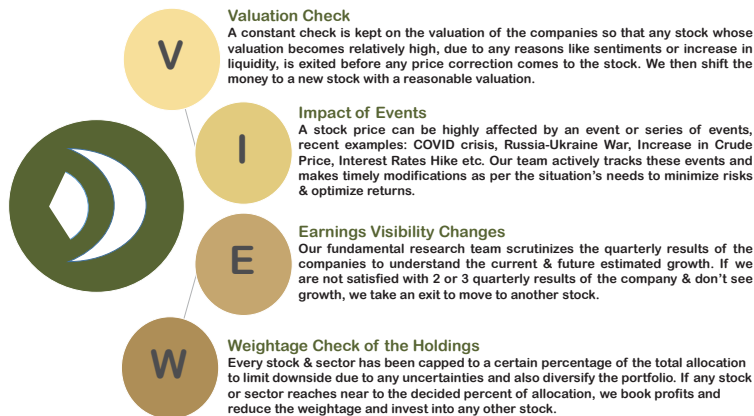 V
Valuation Check
A constant check is kept on the valuation of the companies so that any stock whose
valuation becomes relatively high, due to any reasons like sentiments or increase in
liquidity, is exited before any price correction comes to the stock. We then shift the
money to a new stock with a reasonable valuation.
I
Impact of Events
A stock price can be highly affected by an event or series of events,
recent examples: COVID crisis, Russia-Ukraine War, Increase in Crude
Price, Interest Rates Hike etc. Our team actively tracks these events and
makes timely modifications as per the situation's needs to minimize risks
& optimize returns.
E
Earnings Visibility Changes
Our fundamental research team scrutinizes the quarterly results of the
companies to understand the current & future estimated growth. If we
are not satisfied with 2 or 3 quarterly results of the company & don't see
growth, we take an exit to move to another stock.
W
Weightage Check of the Holdings
Every stock & sector has been capped to a certain percentage of the total allocation
to limit downside due to any uncertainties and also diversify the portfolio. If any stock
or sector reaches near to the decided percent of allocation, we book profits and
reduce the weightage and invest into any other stock.